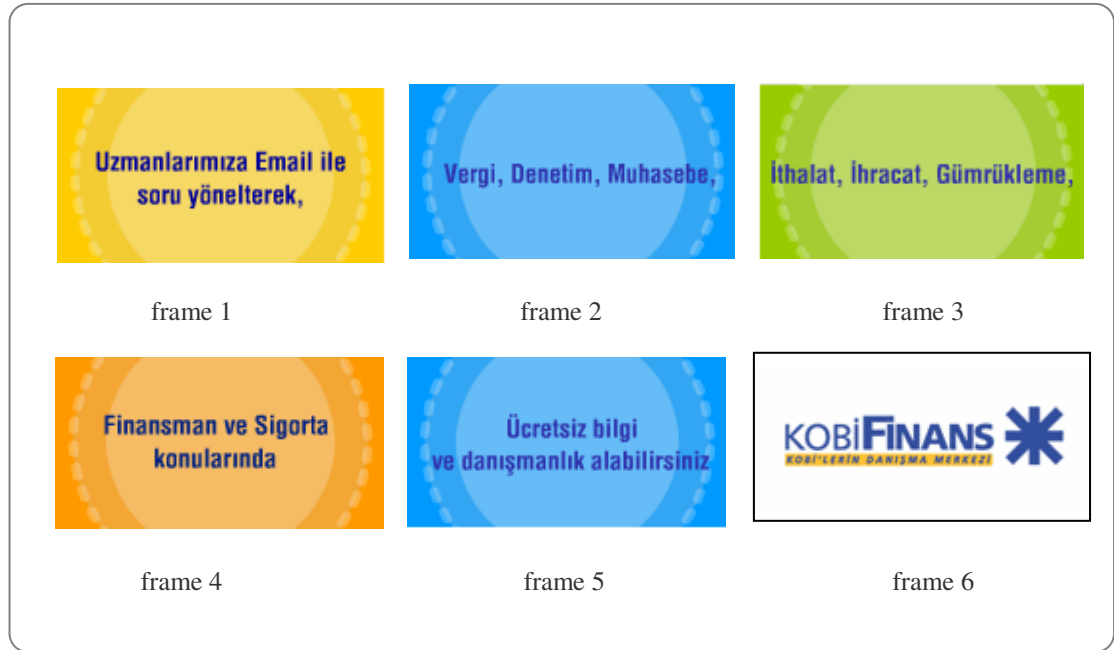 Uzmanlarımıza Email ile
soru yönelterek,
Vergi, Denetim, Muhasebe,
İthalat, İhracat, Gümrükleme,
frame 1
frame 2
frame 3
Finansman ve Sigorta
konularında
Ücretsiz bilgi
ve danışmanlık alabilirsiniz
KOBİFİNANS
KOBİ'LERİN DANIŞMA MERKEZİ
frame 4
frame 5
frame 6